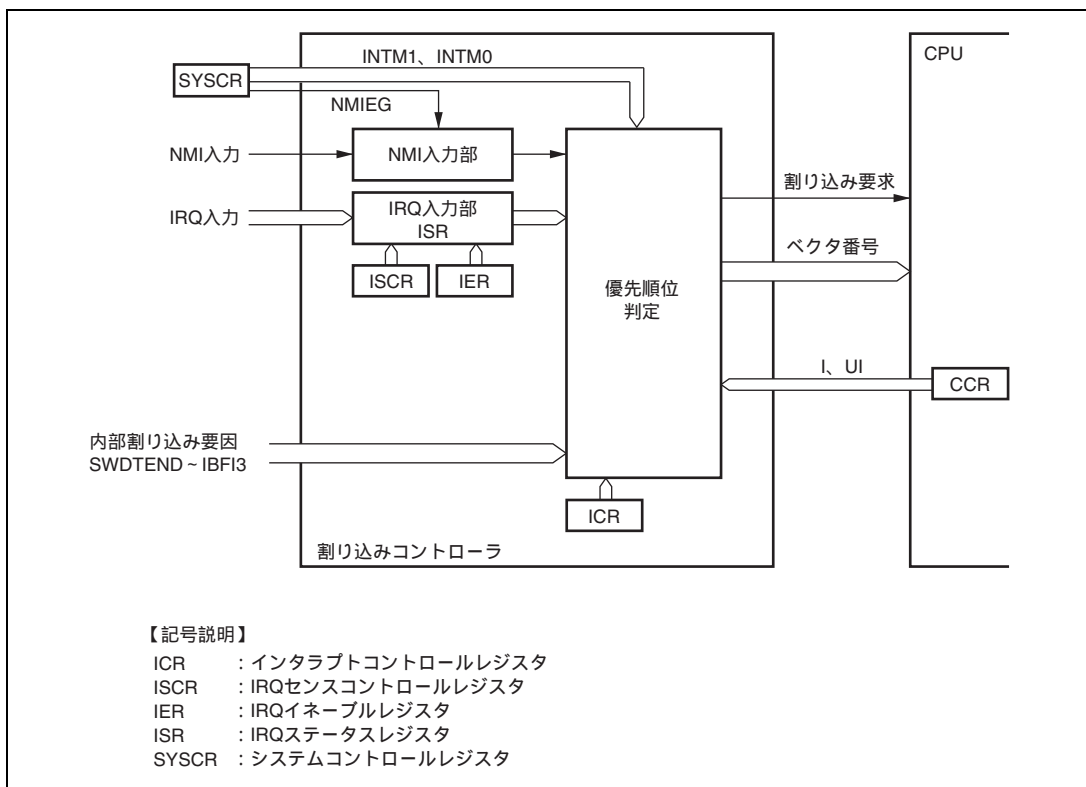 INTM1、INTM0
CPU
SYSCR
NMIEG
NMI入力
NMI入力部
割り込み要求
IRQ入力
IRQ入力部
ISR
ベクタ番号
ISCR
IER
優先順位
判定
I、UI
CCR
内部割り込み要因
SWDTEND～IBFI3
ICR
割り込みコントローラ
【記号説明】
ICR ：インタラプトコントロールレジスタ
ISCR ：IRQセンスコントロールレジスタ
IER ：IRQイネーブルレジスタ
ISR ：IRQステータスレジスタ
SYSCR ：システムコントロールレジスタ